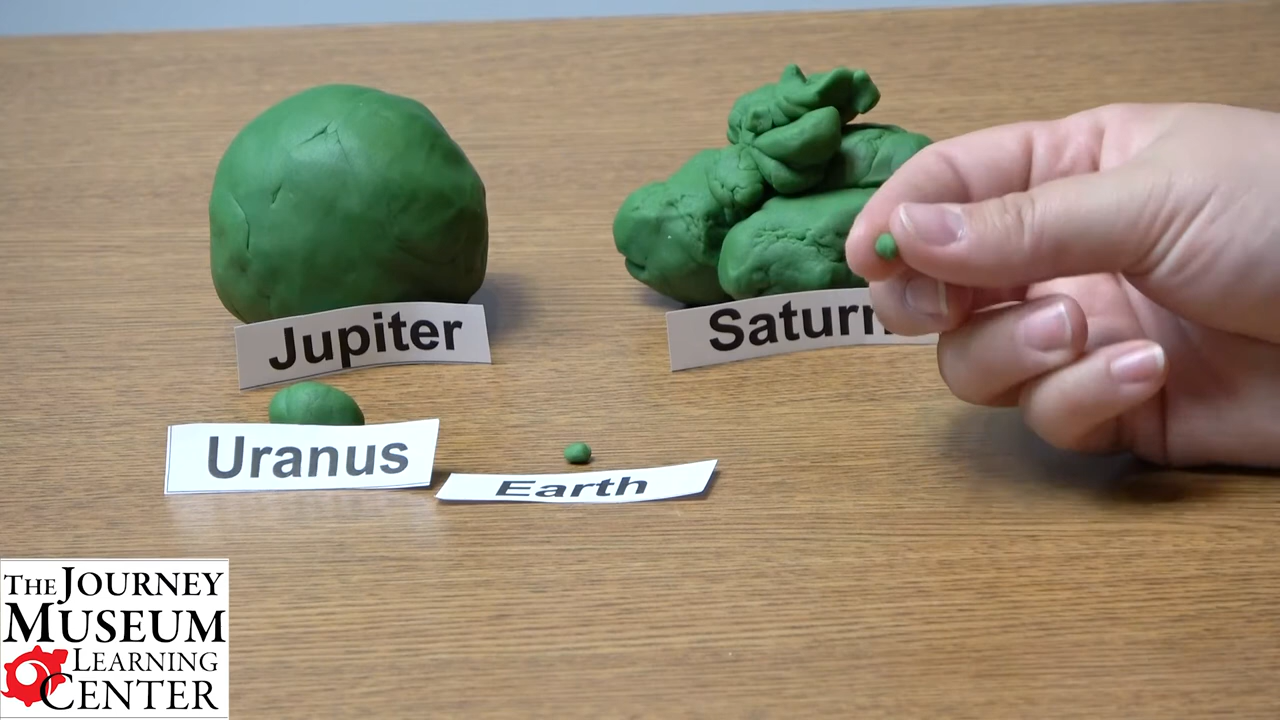 Jupiter
Saturn
Uranus
Earth
THE JOURNEY
MUSEUM
LEARNING
CENTER